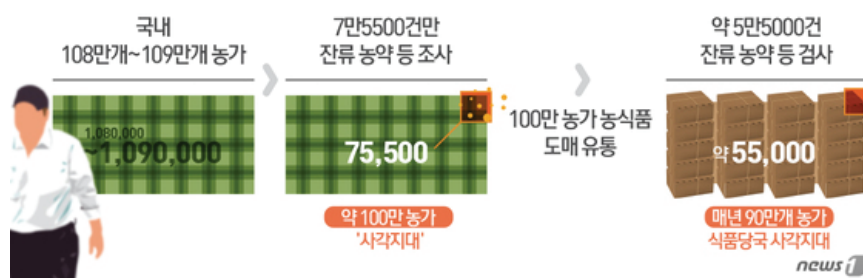 국내
108만개~109만개 농가
1,080,000
~1,090,000
7만5500건만
잔류 농약 등 조사
75,500
약 100만 농가
'사각지대'
100만 농가 농식품
도매 유통
약 5만5000건
잔류 농약 등 검사
약 55,000
매년 90만개 농가
식품당국 사각지대
news1